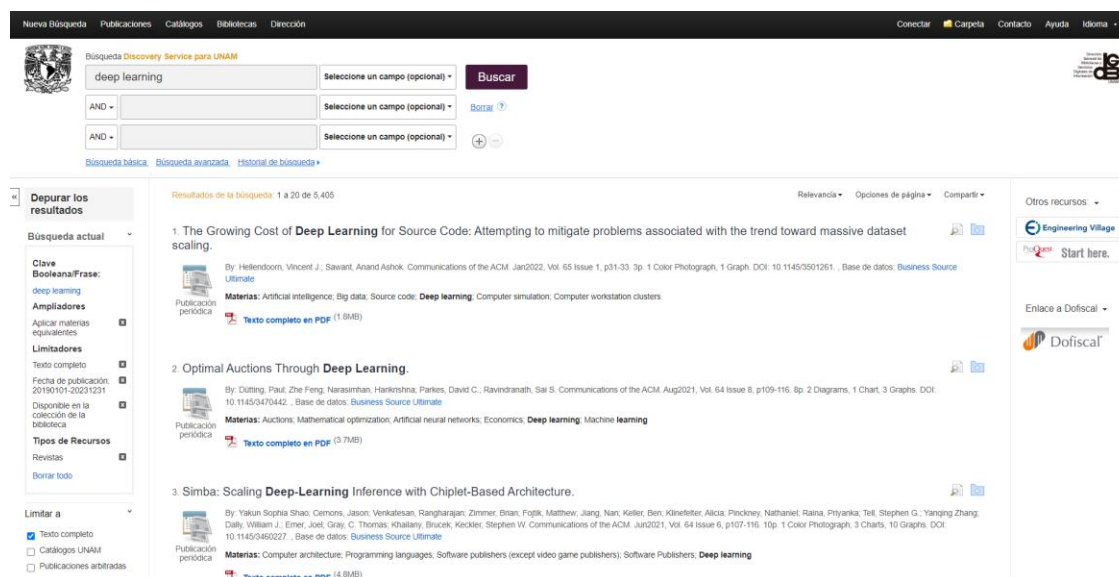 Nueva Búsqueda Publicaciones Catálogos Bibliotecas Dirección
Conectar Carpeta Contacto Ayuda Idioma
Búsqueda Discovery Service para UNAM
deep learning Seleccione un campo (opcional) Buscar
AND Seleccione un campo (opcional) Borrar ?
AND Seleccione un campo (opcional)
Búsqueda básica Búsqueda avanzada Historial de búsqueda
Depurar los
resultados
Búsqueda actual
Clave
Booleana/Frase:
deep learning
Ampliadores
Aplicar materias
equivalentes
Limitadores
Texto completo
Fecha de publicación:
20190101-20231231
Disponible en la
colección de la
biblioteca
Tipos de Recursos
Revistas
Borrar todo
Limitar a
Texto completo
Catálogos UNAM
Publicaciones arbitradas
Resultados de la búsqueda: 1 a 20 de 5,405
Relevancia Opciones de página Compartir
1. The Growing Cost of Deep Learning for Source Code: Attempting to mitigate problems associated with the trend toward massive dataset
scaling.
By: Hellendoorn, Vincent J.; Sawant, Anand Ashok. Communications of the ACM. Jan2022, Vol. 65 Issue 1, p31-33. 3p. 1 Color Photograph, 1 Graph. DOI: 10.1145/3501261. , Base de datos: Business Source
Ultimate
Materias: Artificial intelligence; Big data; Source code; Deep learning; Computer simulation; Computer workstation clusters
Publicación
periódica
Texto completo en PDF (1.8MB)
2. Optimal Auctions Through Deep Learning.
By: Dütting, Paul; Zhe Feng; Narasimhan, Harikrishna; Parkes, David C.; Ravindranath, Sai S. Communications of the ACM. Aug2021, Vol. 64 Issue 8, p109-116. 8p. 2 Diagrams, 1 Chart, 3 Graphs. DOI:
10.1145/3470442. , Base de datos: Business Source Ultimate
Materias: Auctions; Mathematical optimization; Artificial neural networks; Economics; Deep learning; Machine learning
Publicación
periódica
Texto completo en PDF (3.7MB)
3. Simba: Scaling Deep-Learning Inference with Chiplet-Based Architecture.
By: Yakun Sophia Shao; Cemons, Jason; Venkatesan, Rangharajan; Zimmer, Brian; Fojtik, Matthew; Jiang, Nan; Keller, Ben; Klinefelter, Alicia; Pinckney, Nathaniel; Raina, Priyanka; Tell, Stephen G.; Yanqing Zhang;
Dally, William J.; Emer, Joel; Gray, C. Thomas; Khailany, Brucek; Keckler, Stephen W. Communications of the ACM. Jun2021, Vol. 64 Issue 6, p107-116. 10p. 1 Color Photograph, 3 Charts, 10 Graphs. DOI:
10.1145/3460227. , Base de datos: Business Source Ultimate
Materias: Computer architecture; Programming languages; Software publishers (except video game publishers); Software Publishers; Deep learning
Publicación
periódica
Texto completo en PDF (4.8MB)
Otros recursos:
Engineering Village
ProQuest Start here.
Enlace a Dofiscal
Dofiscal